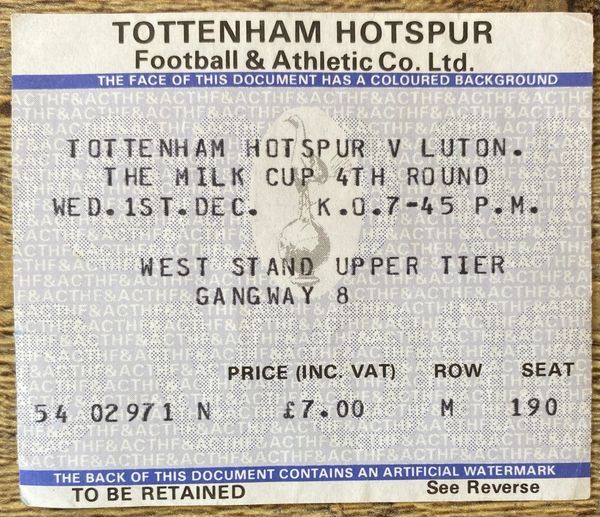 TOTTENHAM HOTSPUR
Football & Athletic Co. Ltd.
THE FACE OF THIS DOCUMENT HAS A COLOURED BACKGROUND
TOTTENHAM HOTSPUR V LUTON.
THE MILK CUP 4TH ROUND
WED.1ST.DEC. K.O.7-45 P.M.
WEST STAND UPPER TIER
GANGWAY 8
PRICE (INC. VAT) ROW SEAT
54 02971 N £7.00 M 190
THE BACK OF THIS DOCUMENT CONTAINS AN ARTIFICIAL WATERMARK
TO BE RETAINED See Reverse